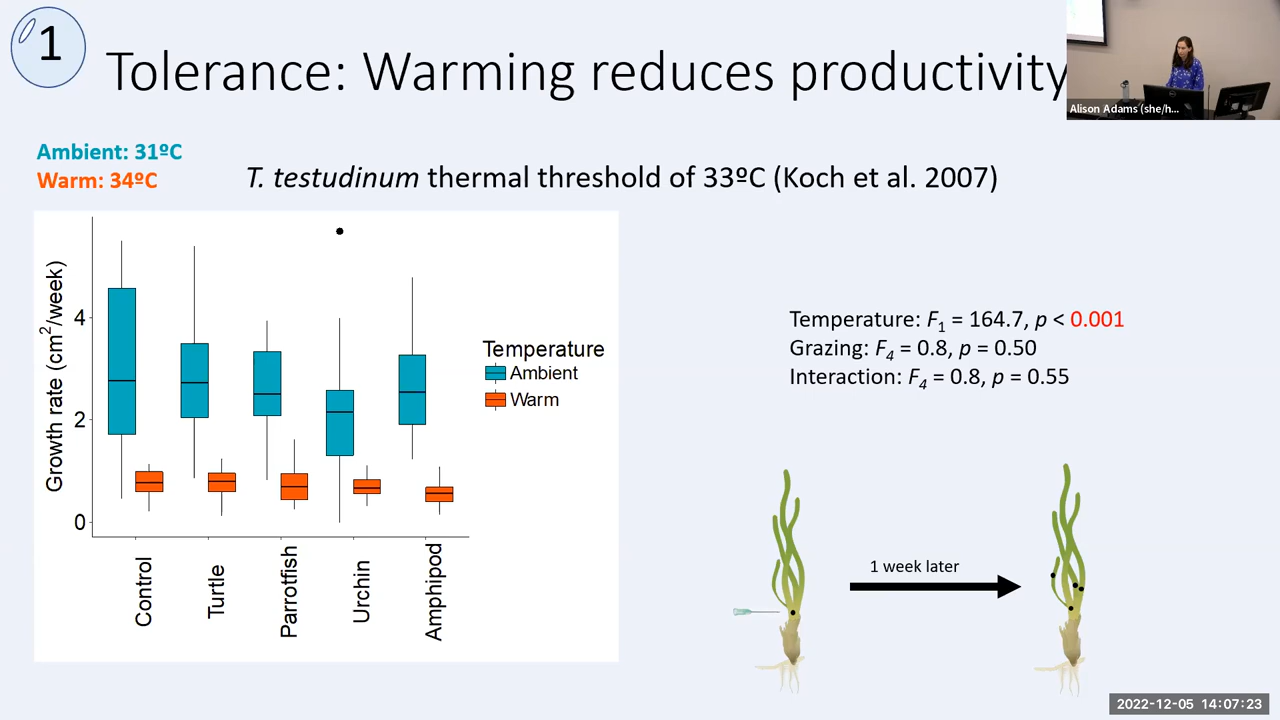 1
Tolerance: Warming reduces productivity
Alison Adams (she/h...
Ambient: 31ºC
Warm: 34ºC
T. testudinum thermal threshold of 33ºC (Koch et al. 2007)
Growth rate (cm²/week)
4
2
0
Control
Turtle
Parrotfish
Urchin
Amphipod
Temperature
Ambient
Warm
Temperature: F1 = 164.7, p < 0.001
Grazing: F4 = 0.8, p = 0.50
Interaction: F4 = 0.8, p = 0.55
1 week later
2022-12-05 14:07:23